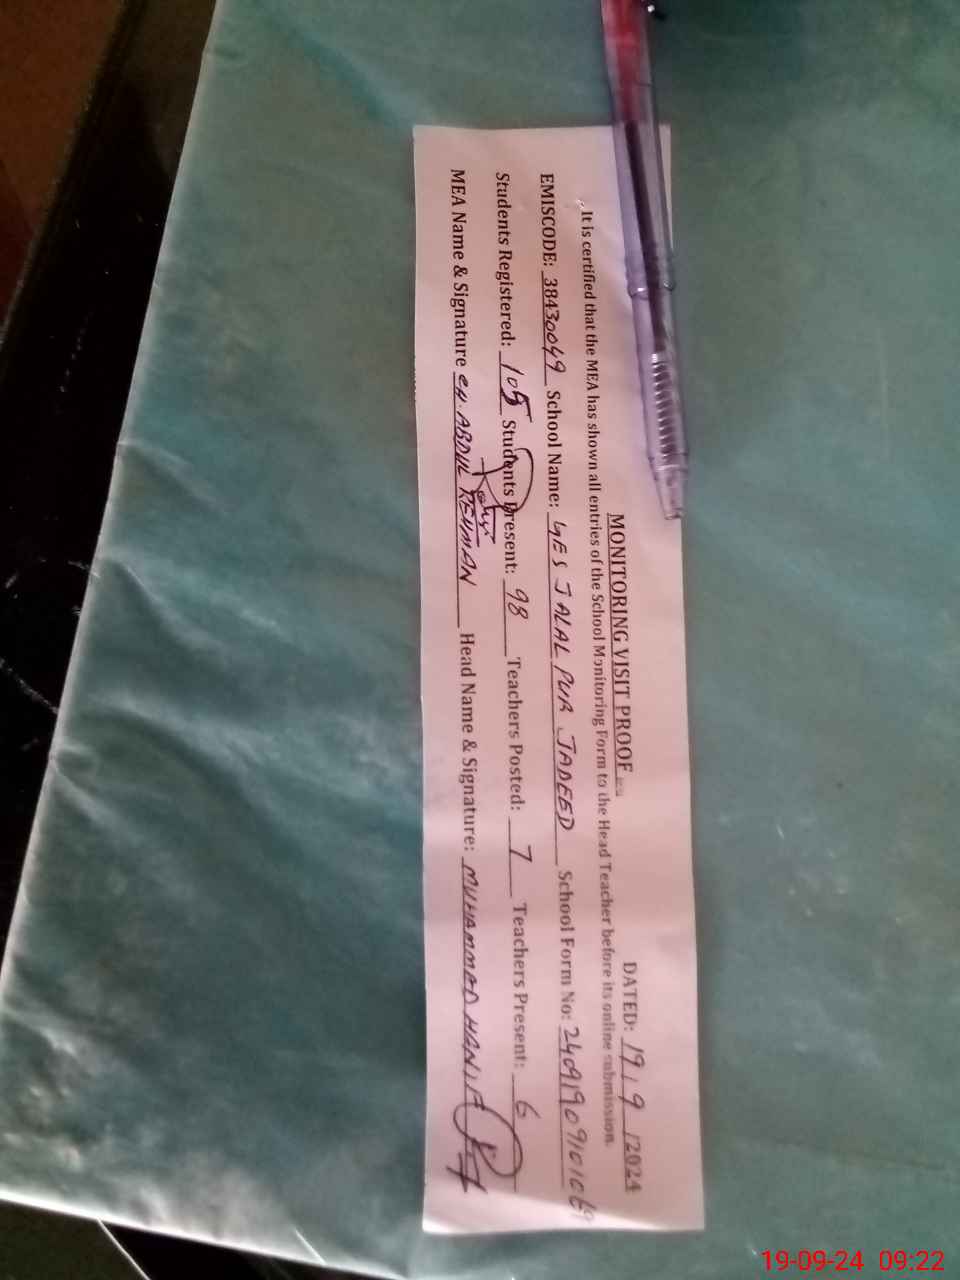 MONITORING VISIT PROOF
DATED: 19/9/2024
It is certified that the MEA has shown all entries of the School Monitoring Form to the Head Teacher before its online submission.
EMISCODE: 38430049 School Name: GES JALAL PUR JADEED School Form No:
Students Registered: 105 Students Present: 98 Teachers Posted: 7 Teachers Present: 6
MEA Name & Signature CH. ABDUL REHMAN Head Name & Signature: MUHAMMED HANIF
19-09-24 09:22